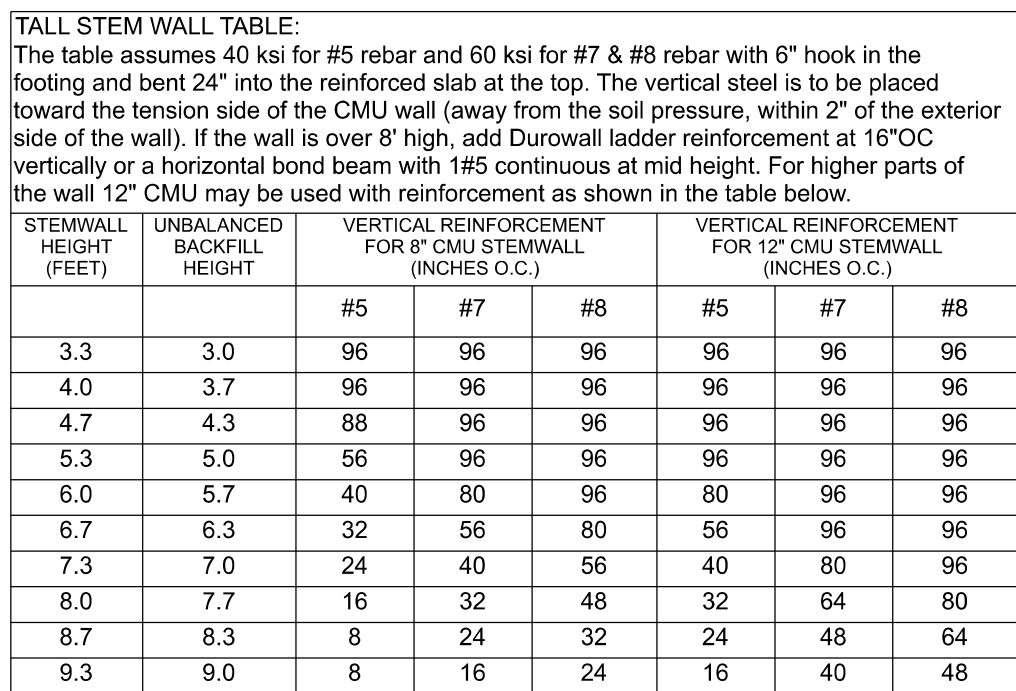 TALL STEM WALL TABLE:
The table assumes 40 ksi for #5 rebar and 60 ksi for #7 & #8 rebar with 6" hook in the
footing and bent 24" into the reinforced slab at the top. The vertical steel is to be placed
toward the tension side of the CMU wall (away from the soil pressure, within 2" of the exterior
side of the wall). If the wall is over 8' high, add Durowall ladder reinforcement at 16"OC
vertically or a horizontal bond beam with 1#5 continuous at mid height. For higher parts of
the wall 12" CMU may be used with reinforcement as shown in the table below.
STEMWALL HEIGHT (FEET) UNBALANCED BACKFILL HEIGHT VERTICAL REINFORCEMENT FOR 8" CMU STEMWALL (INCHES O.C.) VERTICAL REINFORCEMENT FOR 12" CMU STEMWALL (INCHES O.C.)
#5 #7 #8 #5 #7 #8
3.3 3.0 96 96 96 96 96 96
4.0 3.7 96 96 96 96 96 96
4.7 4.3 88 96 96 96 96 96
5.3 5.0 56 96 96 96 96 96
6.0 5.7 40 80 96 80 96 96
6.7 6.3 32 56 80 56 96 96
7.3 7.0 24 40 56 40 80 96
8.0 7.7 16 32 48 32 64 80
8.7 8.3 8 24 32 24 48 64
9.3 9.0 8 16 24 16 40 48